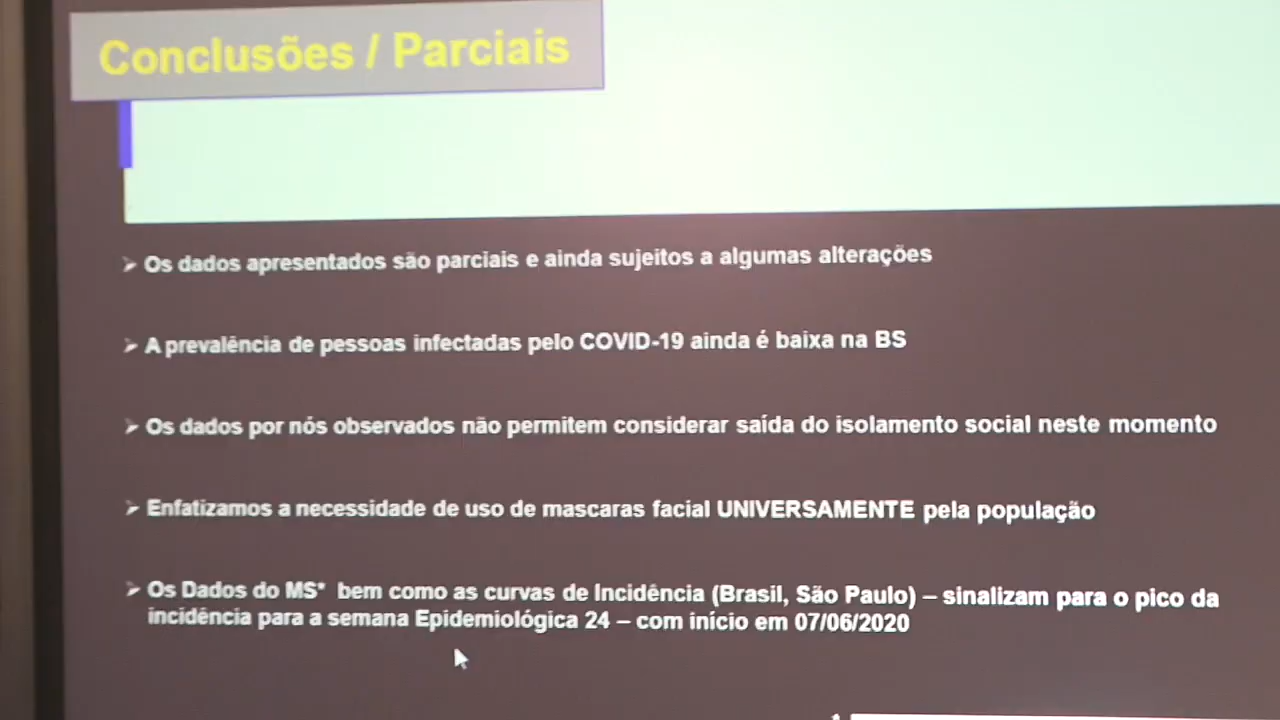 Conclusões / Parciais
➢ Os dados apresentados são parciais e ainda sujeitos a algumas alterações
➢ A prevalência de pessoas infectadas pelo COVID-19 ainda é baixa na BS
➢ Os dados por nós observados não permitem considerar saída do isolamento social neste momento
➢ Enfatizamos a necessidade de uso de mascaras facial UNIVERSAMENTE pela população
➢ Os Dados do MS* bem como as curvas de Incidência (Brasil, São Paulo) – sinalizam para o pico da
incidência para a semana Epidemiológica 24 – com início em 07/06/2020